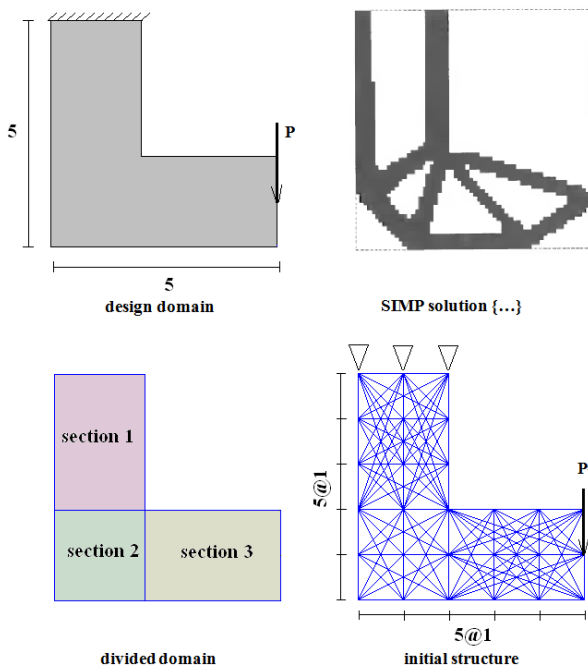 P
5
5
design domain
SIMP solution {...}
section 1
section 2
section 3
5@1
P
5@1
divided domain
initial structure